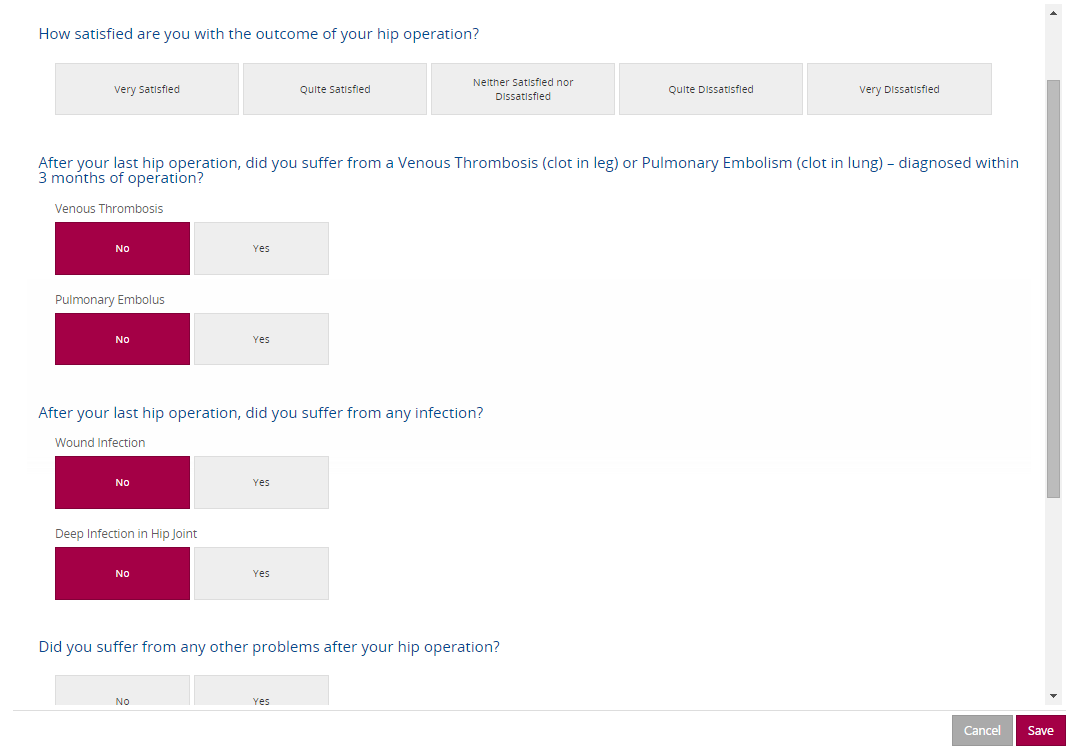 How satisfied are you with the outcome of your hip operation?
Very Satisfied
Quite Satisfied
Neither Satisfied nor
Dissatisfied
Quite Dissatisfied
Very Dissatisfied
After your last hip operation, did you suffer from a Venous Thrombosis (clot in leg) or Pulmonary Embolism (clot in lung) – diagnosed within
3 months of operation?
Venous Thrombosis
No
Yes
Pulmonary Embolus
No
Yes
After your last hip operation, did you suffer from any infection?
Wound Infection
No
Yes
Deep Infection in Hip Joint
No
Yes
Did you suffer from any other problems after your hip operation?
No
Yes
Cancel
Save